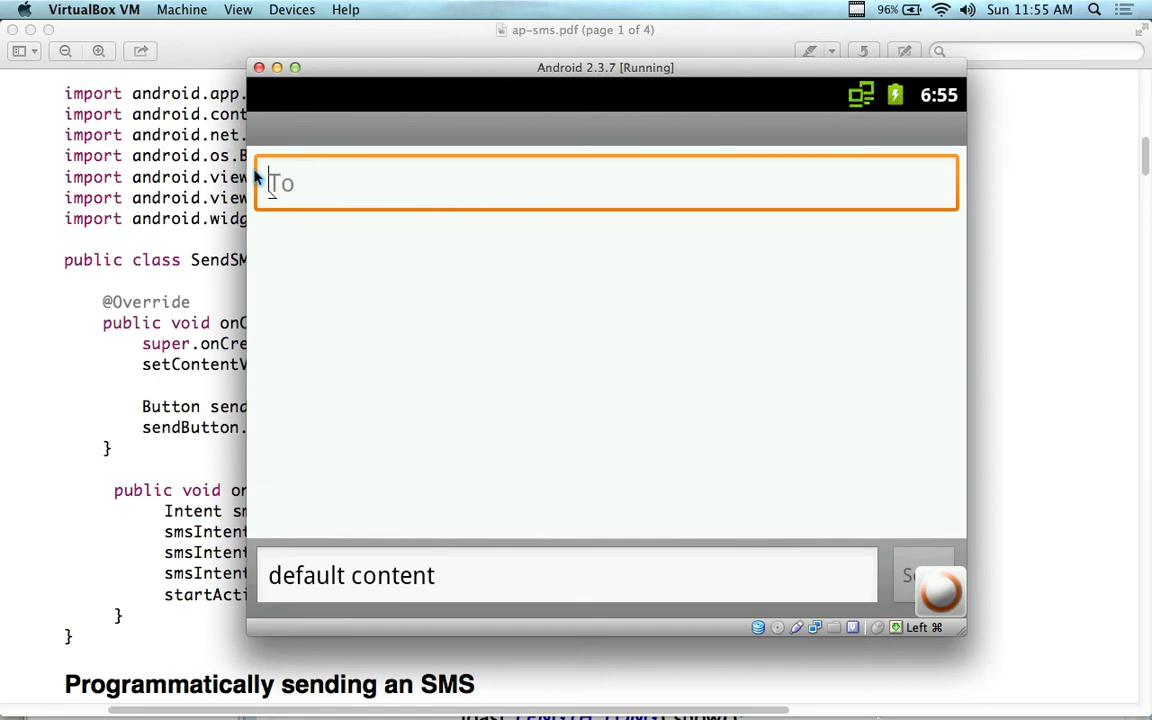 VirtualBox VM Machine View Devices Help 96% Sun 11:55 AM
ap-sms.pdf (page 1 of 4)
Android 2.3.7 [Running]
6:55
import android.app.
import android.cont
import android.net.
import android.os.B
import android.view
import android.view
import android.widg
To
public class SendSM
@Override
public void onC
super.onCre
setContentV
Button send
sendButton.
}
public void on
Intent sm
smsIntent
smsIntent
smsIntent
startActi
}
}
default content
Left ⌘
Programmatically sending an SMS